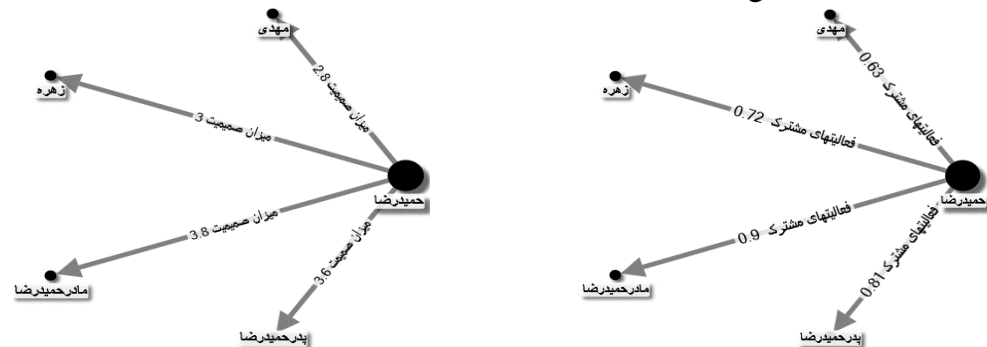 مهدی
میزان صمیمیت 2.8
زهره
میزان صمیمیت 3
حمیدرضا
میزان صمیمیت 3.8
مادرحمیدرضا
میزان صمیمیت 3.6
پدرحمیدرضا
مهدی
فعالیتهای مشترک 0.63
زهره
فعالیتهای مشترک 0.72
حمیدرضا
فعالیتهای مشترک 0.9
مادرحمیدرضا
فعالیتهای مشترک 0.81
پدرحمیدرضا